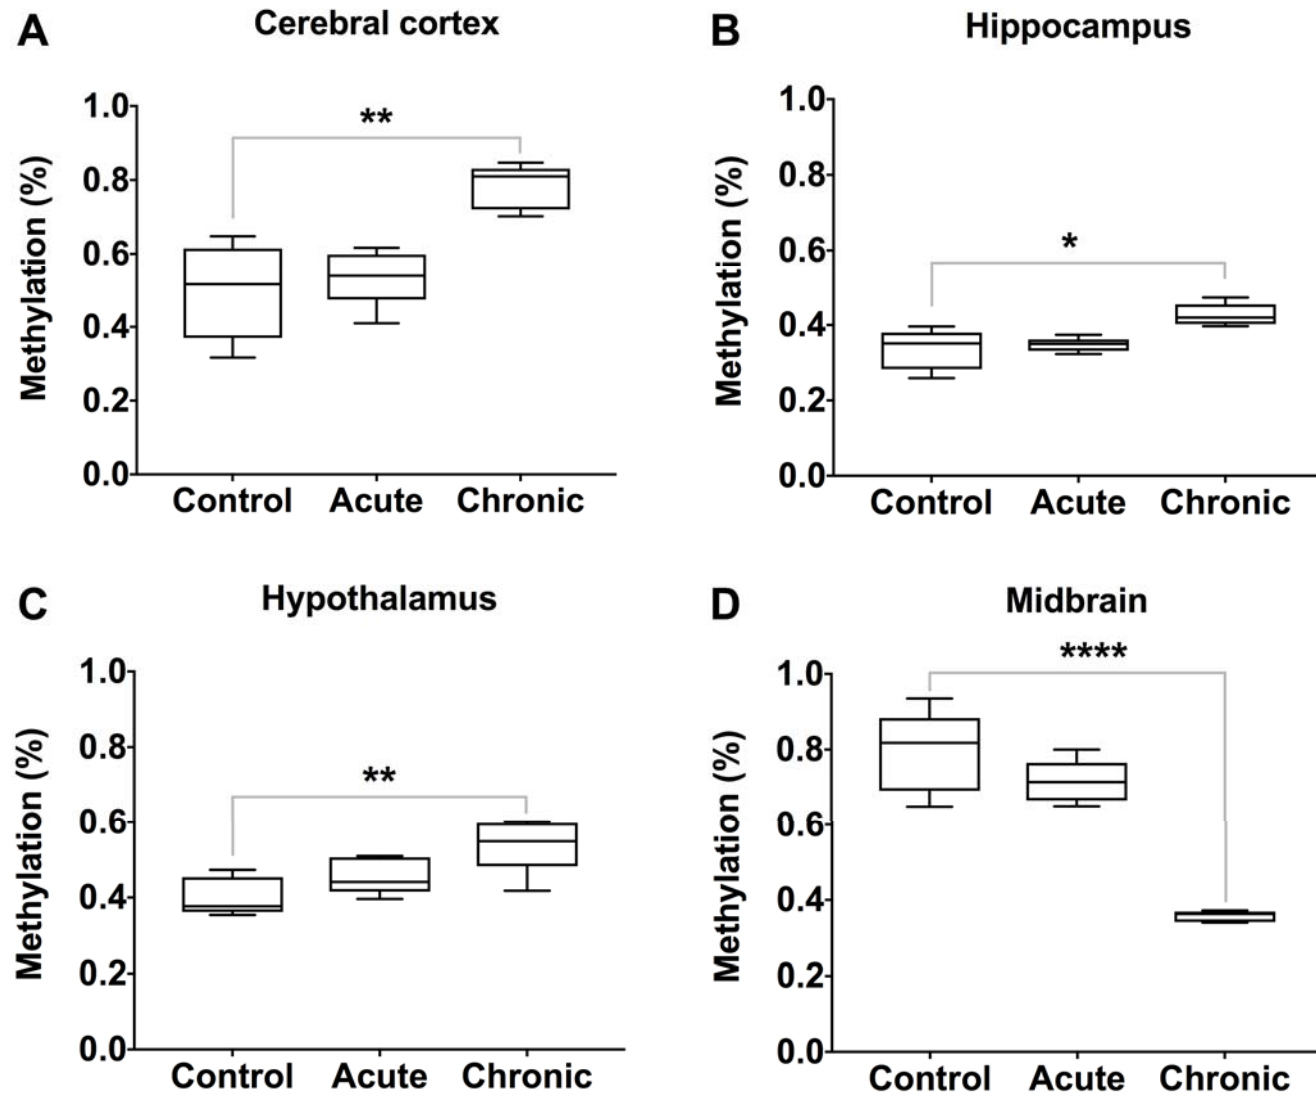 A
Cerebral cortex
Methylation (%)
1.0
0.8
0.6
0.4
0.2
0.0
**
Control Acute Chronic
B
Hippocampus
Methylation (%)
1.0
0.8
0.6
0.4
0.2
0.0
*
Control Acute Chronic
C
Hypothalamus
Methylation (%)
1.0
0.8
0.6
0.4
0.2
0.0
**
Control Acute Chronic
D
Midbrain
Methylation (%)
1.0
0.8
0.6
0.4
0.2
0.0
****
Control Acute Chronic